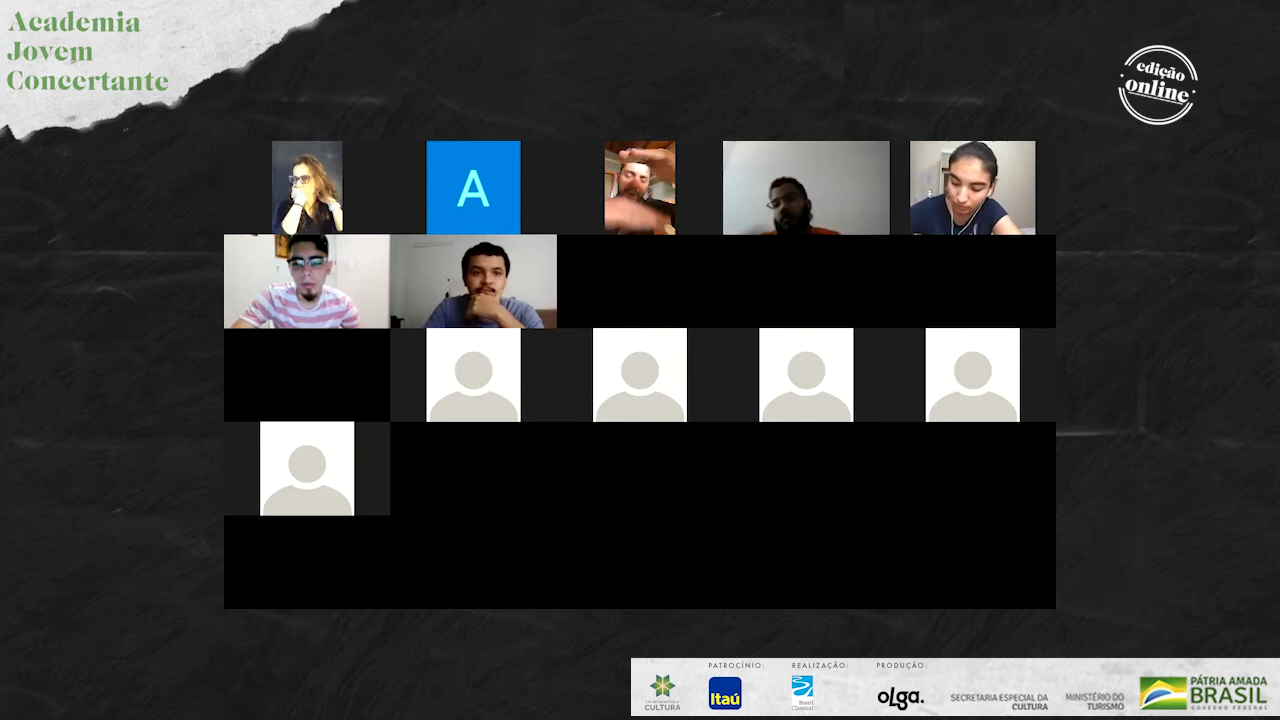 Academia
Jovem
Concertante
edição
online
A
PATROCÍNIO:
REALIZAÇÃO:
PRODUÇÃO:
CULTURA
Itaú
Brasil
Classical
olga.
SECRETARIA ESPECIAL DA
CULTURA
MINISTÉRIO DO
TURISMO
PÁTRIA AMADA
BRASIL
GOVERNO FEDERAL